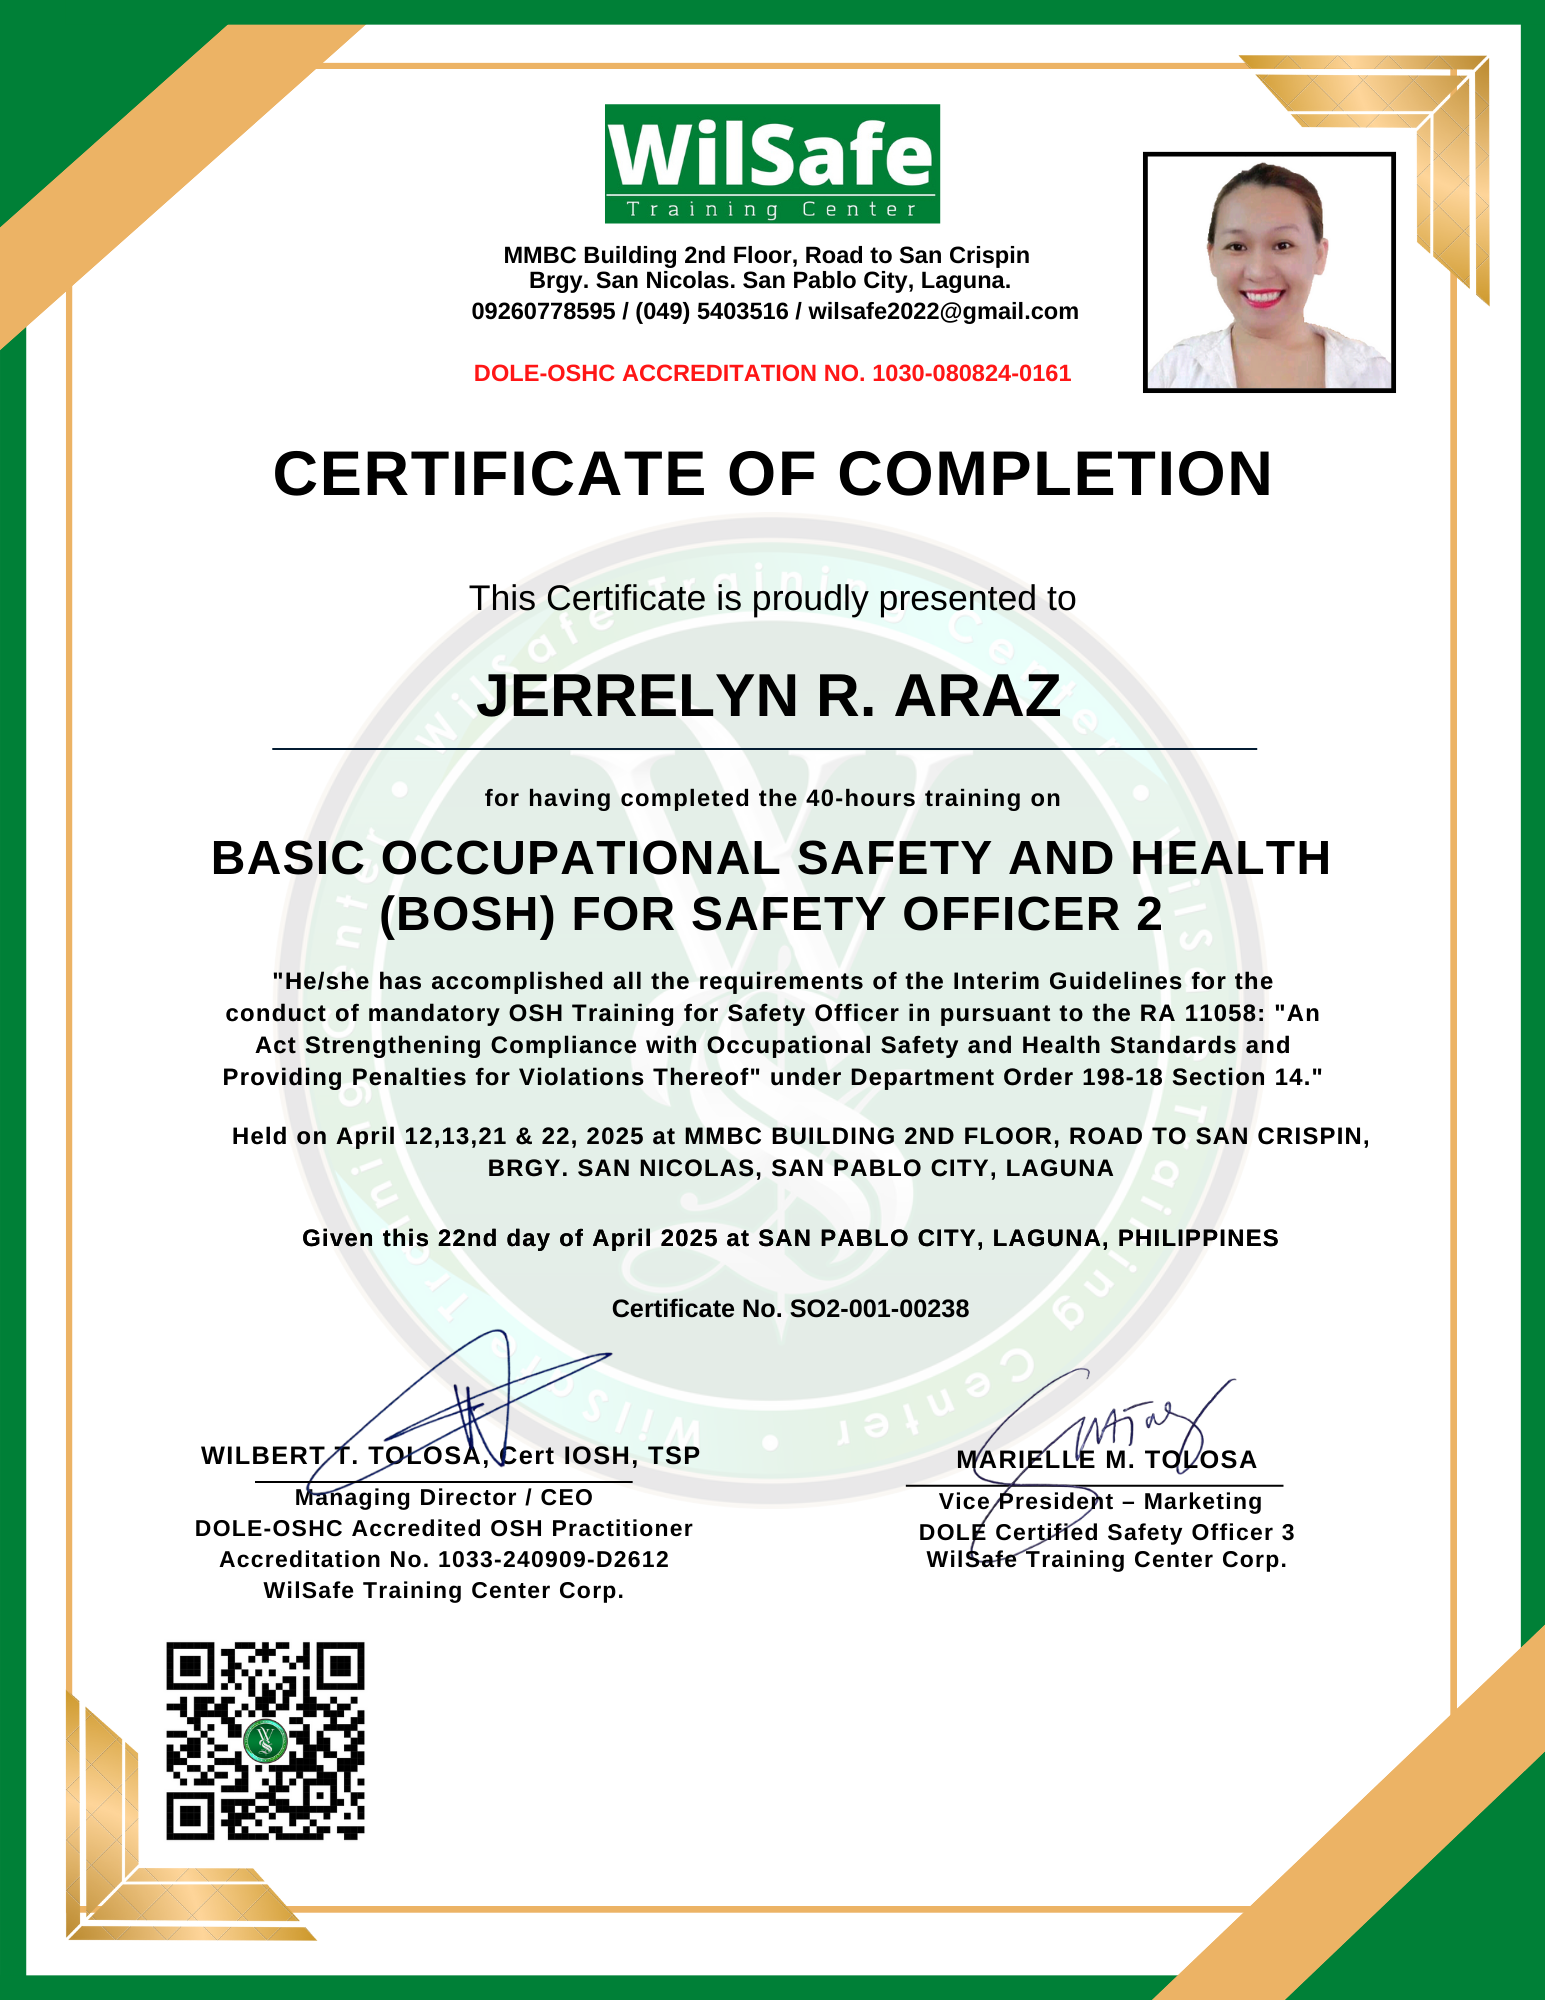 WilSafe
Training Center
MMBC Building 2nd Floor, Road to San Crispin
Brgy. San Nicolas. San Pablo City, Laguna.
09260778595 / (049) 5403516 / wilsafe2022@gmail.com
DOLE-OSHC ACCREDITATION NO. 1030-080824-0161
CERTIFICATE OF COMPLETION
This Certificate is proudly presented to
JERRELYN R. ARAZ
for having completed the 40-hours training on
BASIC OCCUPATIONAL SAFETY AND HEALTH
(BOSH) FOR SAFETY OFFICER 2
"He/she has accomplished all the requirements of the Interim Guidelines for the
conduct of mandatory OSH Training for Safety Officer in pursuant to the RA 11058: "An
Act Strengthening Compliance with Occupational Safety and Health Standards and
Providing Penalties for Violations Thereof" under Department Order 198-18 Section 14."
Held on April 12,13,21 & 22, 2025 at MMBC BUILDING 2ND FLOOR, ROAD TO SAN CRISPIN,
BRGY. SAN NICOLAS, SAN PABLO CITY, LAGUNA
Given this 22nd day of April 2025 at SAN PABLO CITY, LAGUNA, PHILIPPINES
Certificate No. SO2-001-00238
WILBERT T. TOLOSA, Cert IOSH, TSP
Managing Director / CEO
DOLE-OSHC Accredited OSH Practitioner
Accreditation No. 1033-240909-D2612
WilSafe Training Center Corp.
MARIELLE M. TOLOSA
Vice President – Marketing
DOLE Certified Safety Officer 3
WilSafe Training Center Corp.
WilSafe Training Center • WilSafe Training Center • WilSafe Training Center •